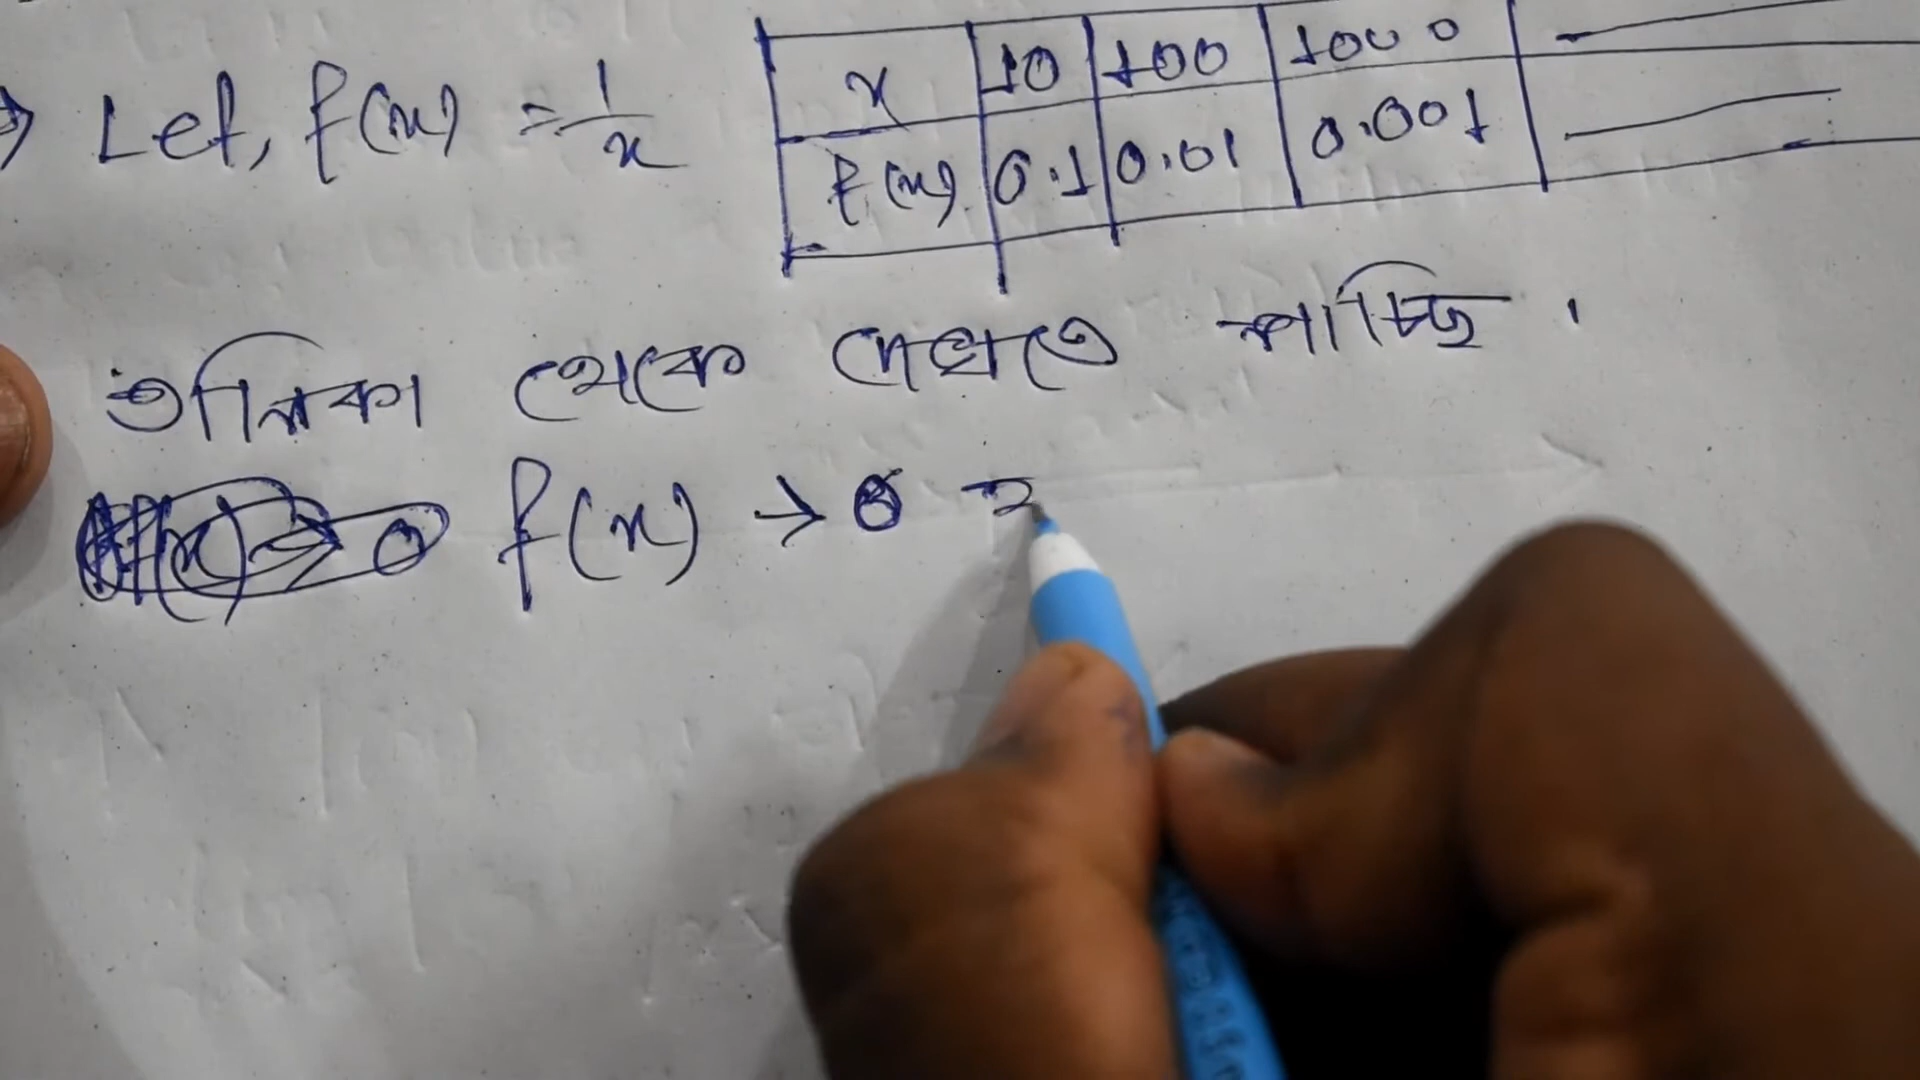 Let, f(x) = 1/x
x 10 100 1000
f(x) 0.1 0.01 0.001
তালিকা থেকে দেখতে পাচ্ছি .
f(x) → 0